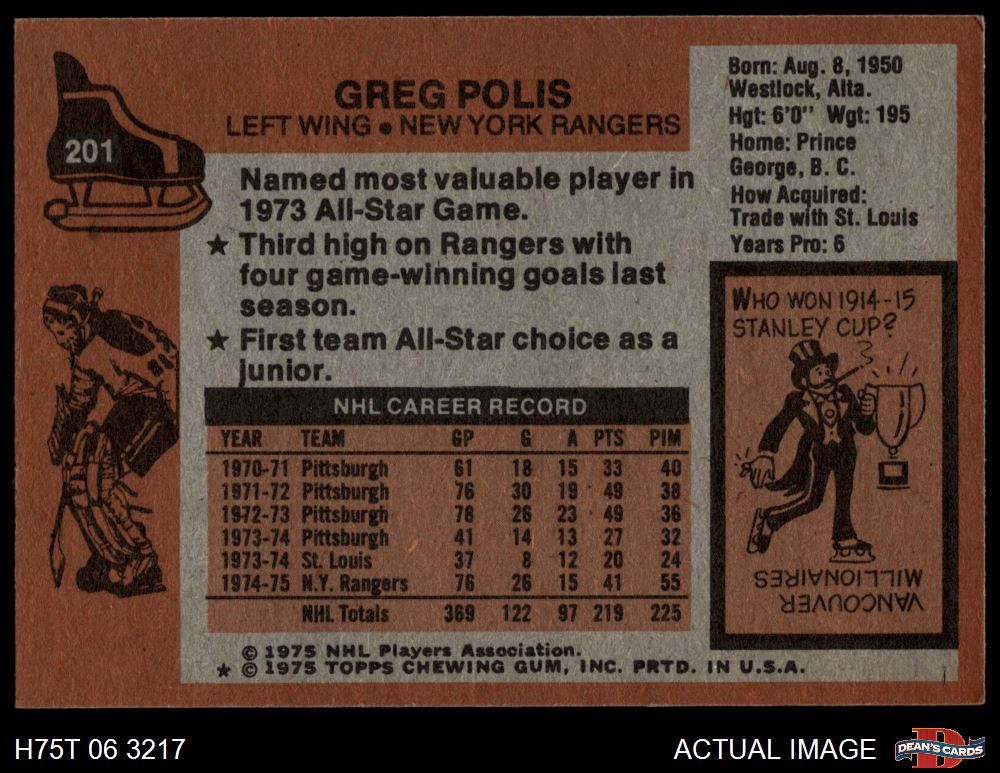 201
GREG POLIS
LEFT WING ● NEW YORK RANGERS
Named most valuable player in
1973 All-Star Game.
★ Third high on Rangers with
four game-winning goals last
season.
★ First team All-Star choice as a
junior.
NHL CAREER RECORD
YEAR TEAM GP G A PTS PIM
1970-71 Pittsburgh 61 18 15 33 40
1971-72 Pittsburgh 76 30 19 49 38
1972-73 Pittsburgh 78 26 23 49 36
1973-74 Pittsburgh 41 14 13 27 32
1973-74 St. Louis 37 8 12 20 24
1974-75 N.Y. Rangers 76 26 15 41 55
NHL Totals 369 122 97 219 225
© 1975 NHL Players Association.
★ © 1975 TOPPS CHEWING GUM, INC. PRTD. IN U.S.A.
Born: Aug. 8, 1950
Westlock, Alta.
Hgt: 6'0" Wgt: 195
Home: Prince
George, B. C.
How Acquired:
Trade with St. Louis
Years Pro: 6
WHO WON 1914-15
STANLEY CUP?
VANCOUVER
MILLIONAIRES
H75T 06 3217
ACTUAL IMAGE
D
DEAN'S CARDS